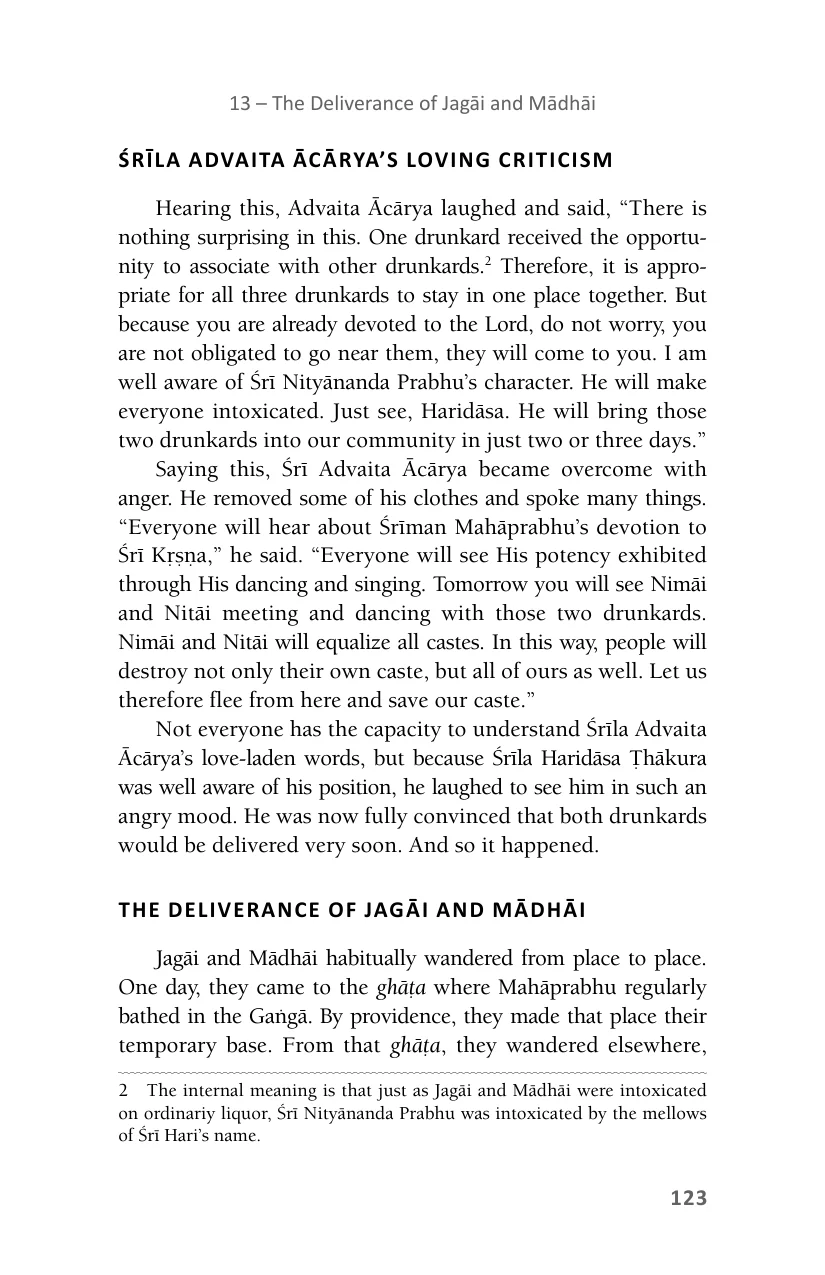 13 – The Deliverance of Jagāi and Mādhāi
ŚRĪLA ADVAITA ĀCĀRYA’S LOVING CRITICISM
Hearing this, Advaita Ācārya laughed and said, “There is
nothing surprising in this. One drunkard received the opportu-
nity to associate with other drunkards.2 Therefore, it is appro-
priate for all three drunkards to stay in one place together. But
because you are already devoted to the Lord, do not worry, you
are not obligated to go near them, they will come to you. I am
well aware of Śrī Nityānanda Prabhu’s character. He will make
everyone intoxicated. Just see, Haridāsa. He will bring those
two drunkards into our community in just two or three days.”
Saying this, Śrī Advaita Ācārya became overcome with
anger. He removed some of his clothes and spoke many things.
“Everyone will hear about Śrīman Mahāprabhu’s devotion to
Śrī Kṛṣṇa,” he said. “Everyone will see His potency exhibited
through His dancing and singing. Tomorrow you will see Nimāi
and Nitāi meeting and dancing with those two drunkards.
Nimāi and Nitāi will equalize all castes. In this way, people will
destroy not only their own caste, but all of ours as well. Let us
therefore flee from here and save our caste.”
Not everyone has the capacity to understand Śrīla Advaita
Ācārya’s love-laden words, but because Śrīla Haridāsa Ṭhākura
was well aware of his position, he laughed to see him in such an
angry mood. He was now fully convinced that both drunkards
would be delivered very soon. And so it happened.
THE DELIVERANCE OF JAGĀI AND MĀDHĀI
Jagāi and Mādhāi habitually wandered from place to place.
One day, they came to the ghāṭa where Mahāprabhu regularly
bathed in the Gaṅgā. By providence, they made that place their
temporary base. From that ghāṭa, they wandered elsewhere,
2 The internal meaning is that just as Jagāi and Mādhāi were intoxicated
on ordinariy liquor, Śrī Nityānanda Prabhu was intoxicated by the mellows
of Śrī Hari’s name.
123